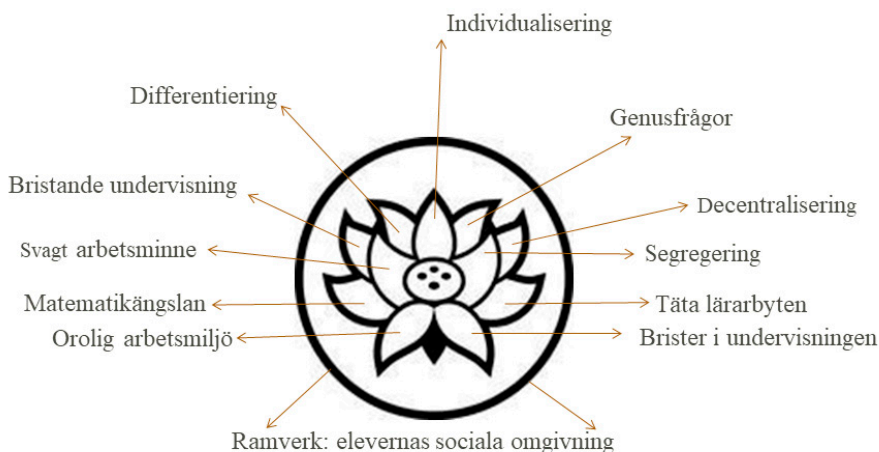 Individualisering
Differentiering
Genusfrågor
Bristande undervisning
Decentralisering
Svagt arbetsminne
Segregering
Matematikängslan
Täta lärarbyten
Orolig arbetsmiljö
Brister i undervisningen
Ramverk: elevernas sociala omgivning